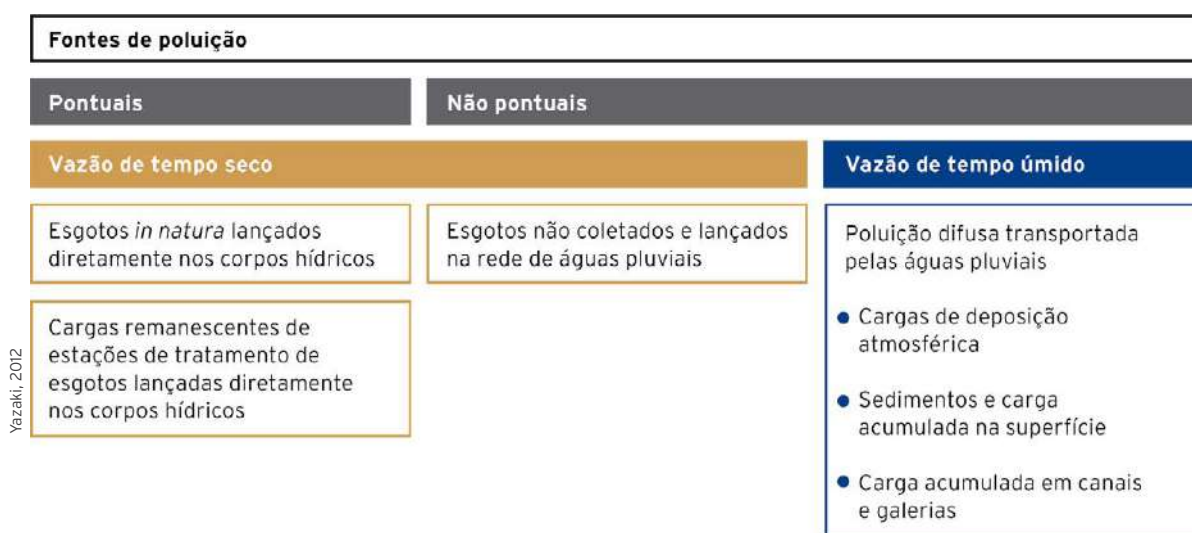 Fontes de poluição
Pontuais
Não pontuais
Vazão de tempo seco
Vazão de tempo úmido
Esgotos in natura lançados
diretamente nos corpos hídricos
Esgotos não coletados e lançados
na rede de águas pluviais
Poluição difusa transportada
pelas águas pluviais
Cargas remanescentes de
estações de tratamento de
esgotos lançadas diretamente
nos corpos hídricos
• Cargas de deposição
atmosférica
• Sedimentos e carga
acumulada na superfície
• Carga acumulada em canais
e galerias
Yazaki, 2012